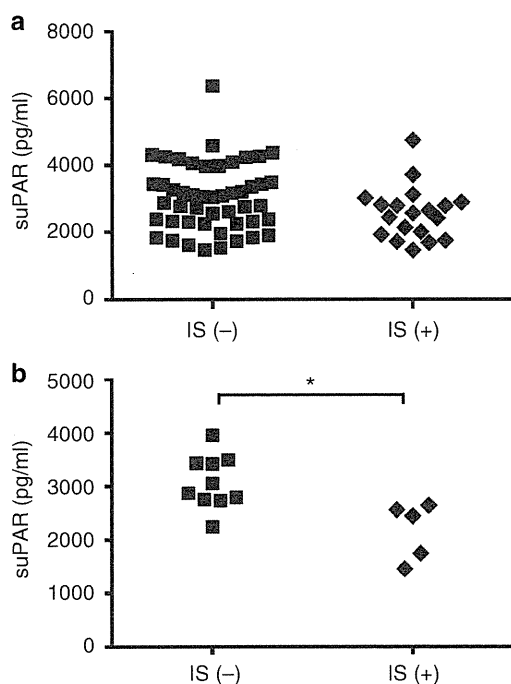 a
suPAR (pg/ml)
8000
6000
4000
2000
0
IS (–)
IS (+)
b
suPAR (pg/ml)
5000
4000
3000
2000
1000
0
*
IS (–)
IS (+)